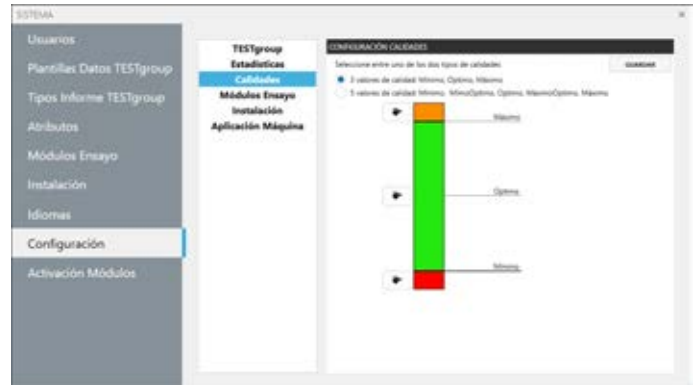 SISTEMA
Usuarios
Plantillas Datos TESTgroup
Tipos Informe TESTgroup
Atributos
Módulos Ensayo
Instalación
Idiomas
Configuración
Activación Módulos
TESTgroup
Estadísticas
Calidades
Módulos Ensayo
Instalación
Aplicación Máquina
CONFIGURACIÓN CALIDADES
Seleccione entre uno de los dos tipos de calidades
GUARDAR
3 valores de calidad: Mínimo, Óptimo, Máximo
5 valores de calidad: Mínimo, MínimoÓptimo, Óptimo, MáximoÓptimo, Máximo
Máximo
Óptimo
Mínimo